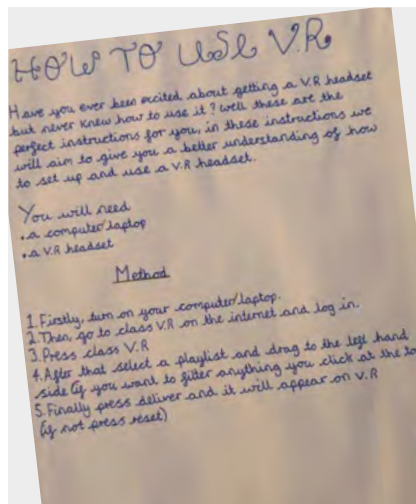 HOW TO USE V.R
Have you ever been excited about getting a V.R headset
but never knew how to use it? well these are the
perfect instructions for you, in these instructions we
will aim to give you a better understanding of how
to set up and use a V.R headset.
You will need
• a computer/laptop
• a V.R headset
Method
1. Firstly, turn on your computer/laptop.
2. Then, go to class V.R on the internet and log in.
3. Press class V.R
4. After that select a playlist and drag to the left hand
side (if you want to filter anything you click at the
5. Finally press deliver and it will appear on V.R
(if not press reset)